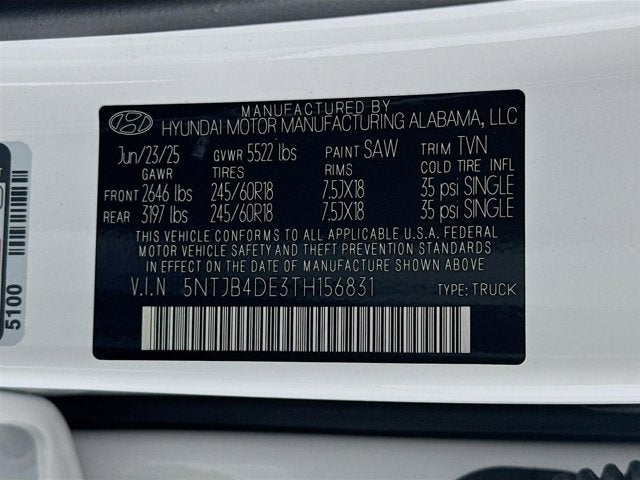 MANUFACTURED BY
HYUNDAI MOTOR MANUFACTURING ALABAMA, LLC
Jun/23/25 GVWR 5522 lbs PAINT SAW TRIM TVN
GAWR TIRES RIMS COLD TIRE INFL
FRONT 2646 lbs 245/60R18 7.5JX18 35 psi SINGLE
REAR 3197 lbs 245/60R18 7.5JX18 35 psi SINGLE
THIS VEHICLE CONFORMS TO ALL APPLICABLE U.S.A. FEDERAL
MOTOR VEHICLE SAFETY AND THEFT PREVENTION STANDARDS
IN EFFECT ON THE DATE OF MANUFACTURE SHOWN ABOVE.
V.I.N 5NTJB4DE3TH156831 TYPE: TRUCK
5100